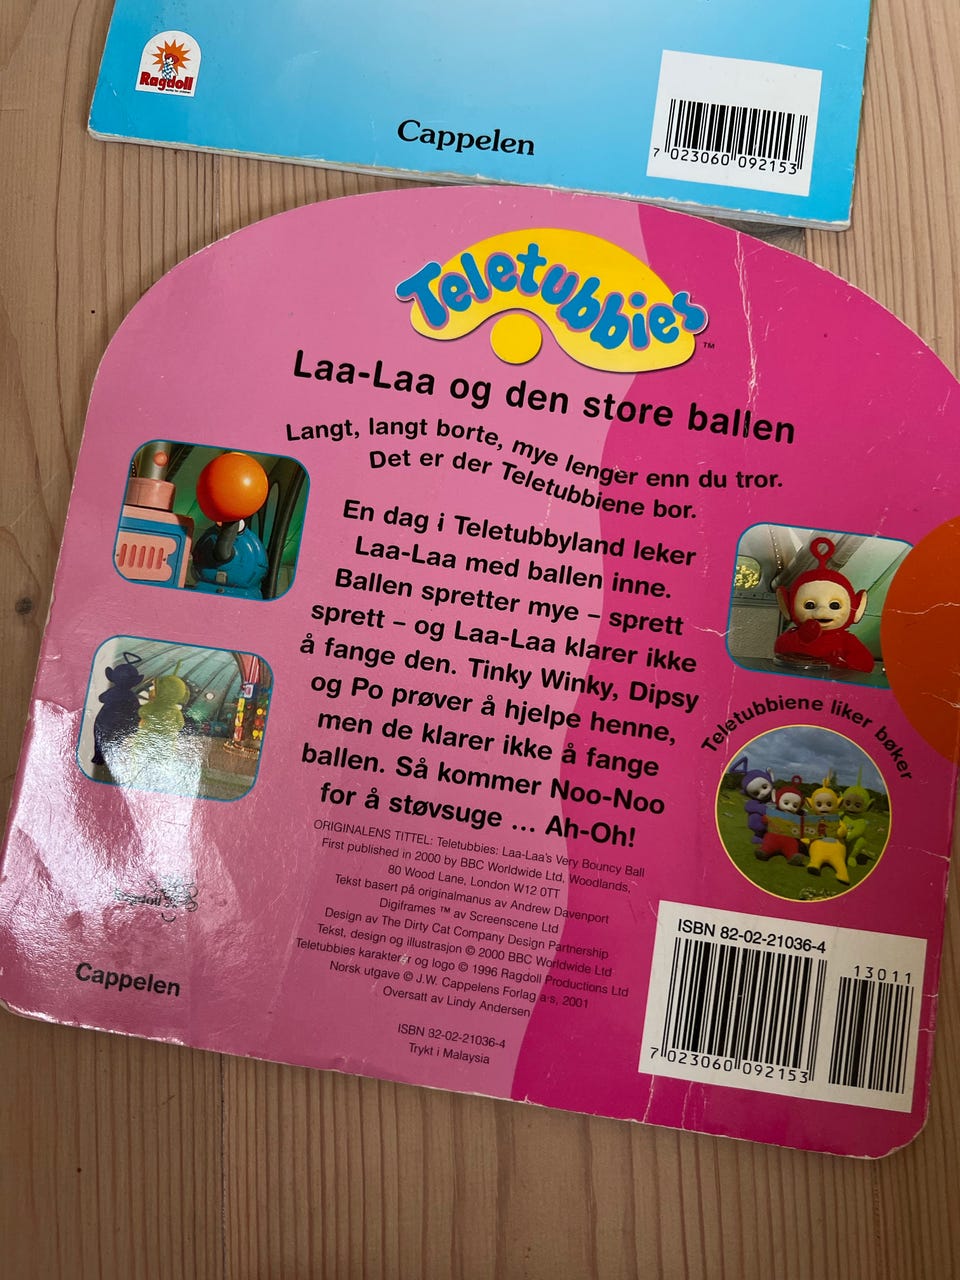 Ragdoll
Cappelen
7 023060 092153
Teletubbies™
Laa-Laa og den store ballen
Langt, langt borte, mye lenger enn du tror.
Det er der Teletubbiene bor.
En dag i Teletubbyland leker
Laa-Laa med ballen inne.
Ballen spretter mye – sprett
sprett – og Laa-Laa klarer ikke
å fange den. Tinky Winky, Dipsy
og Po prøver å hjelpe henne,
men de klarer ikke å fange
ballen. Så kommer Noo-Noo
for å støvsuge ... Ah-Oh!
Teletubbiene liker bøker
ORIGINALENS TITTEL: Teletubbies: Laa-Laa's Very Bouncy Ball
First published in 2000 by BBC Worldwide Ltd, Woodlands,
80 Wood Lane, London W12 0TT
Tekst basert på originalmanus av Andrew Davenport
Digiframes ™ av Screenscene Ltd
Design av The Dirty Cat Company Design Partnership
Tekst, design og illustrasjon © 2000 BBC Worldwide Ltd
Teletubbies karakterer og logo © 1996 Ragdoll Productions Ltd
Norsk utgave © J.W. Cappelens Forlag a·s, 2001
Oversatt av Lindy Andersen
ISBN 82-02-21036-4
Trykt i Malaysia
Ragdoll
Cappelen
ISBN 82-02-21036-4
13011
7 023060 092153